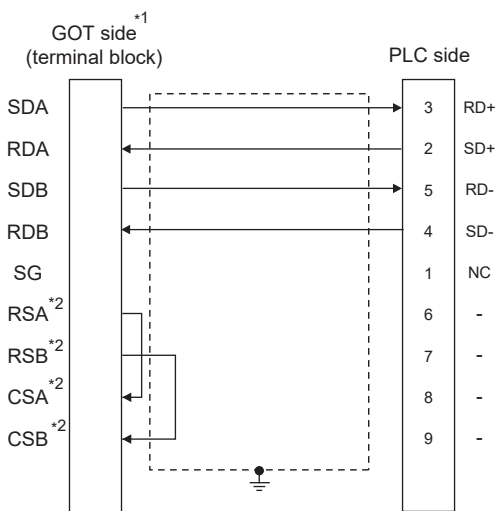 GOT side*1
(terminal block)
PLC side
SDA 3 RD+
RDA 2 SD+
SDB 5 RD-
RDB 4 SD-
SG 1 NC
RSA*2 6 -
RSB*2 7 -
CSA*2 8 -
CSB*2 9 -